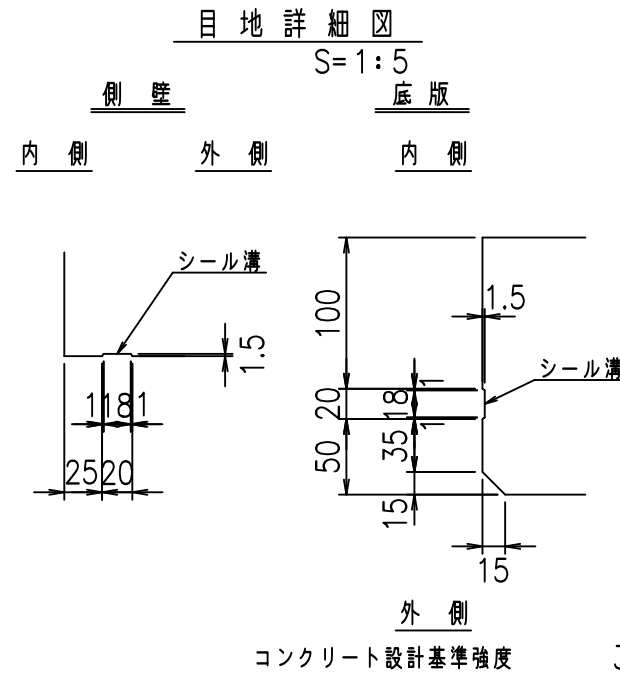 目地詳細図
S=1:5
側壁
底版
内側
外側
内側
シール溝
1.5
1 18 1
25 20
100
20
50
1
18
1
35
15
1.5
シール溝
15
外側
コンクリート設計基準強度